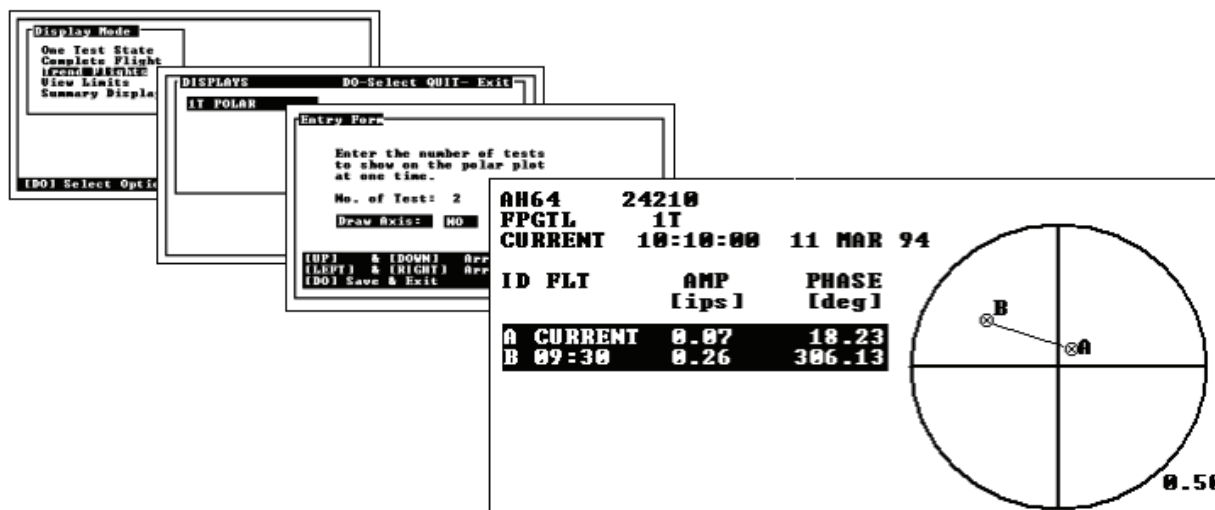 Display Mode
One Test State
Complete Flight
Trend Flights
View Limits
Summary Displa
[DO] Select Optio
DISPLAYS DO-Select QUIT- Exit
1T POLAR
Entry Form
Enter the number of tests
to show on the polar plot
at one time.
No. of Test: 2
Draw Axis: NO
[UP] & [DOWN] Arr
[LEFT] & [RIGHT] Arr
[DO] Save & Exit
AH64 24210
FPGTL 1T
CURRENT 10:10:00 11 MAR 94
ID FLT AMP PHASE
[ips] [deg]
A CURRENT 0.07 18.23
B 09:30 0.26 306.13
B
A
0.50